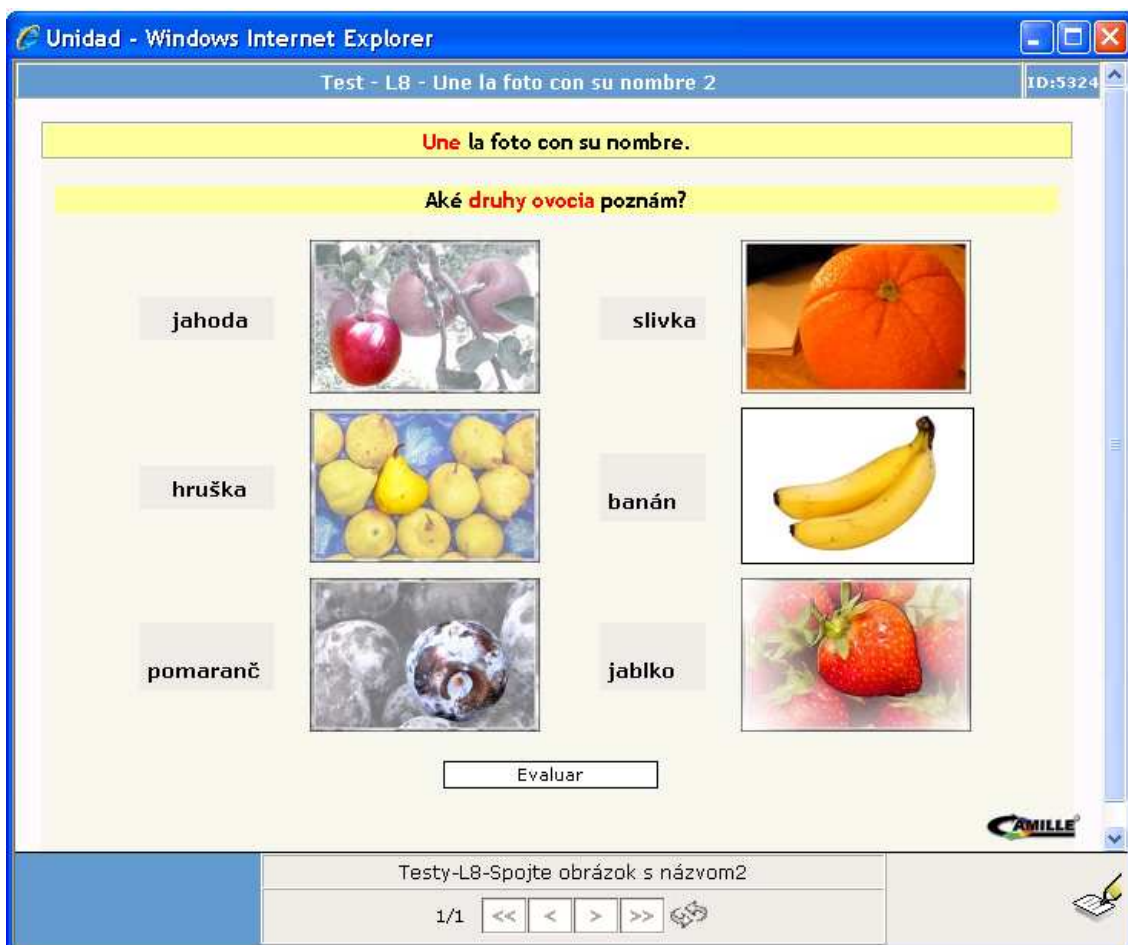 Unidad - Windows Internet Explorer
Test - L8 - Une la foto con su nombre 2
ID:5324
Une la foto con su nombre.
Aké druhy ovocia poznám?
jahoda
slivka
hruška
banán
pomaranč
jablko
Evaluar
CAMILLE
Testy-L8-Spojte obrázok s názvom2
1/1 << < > >>